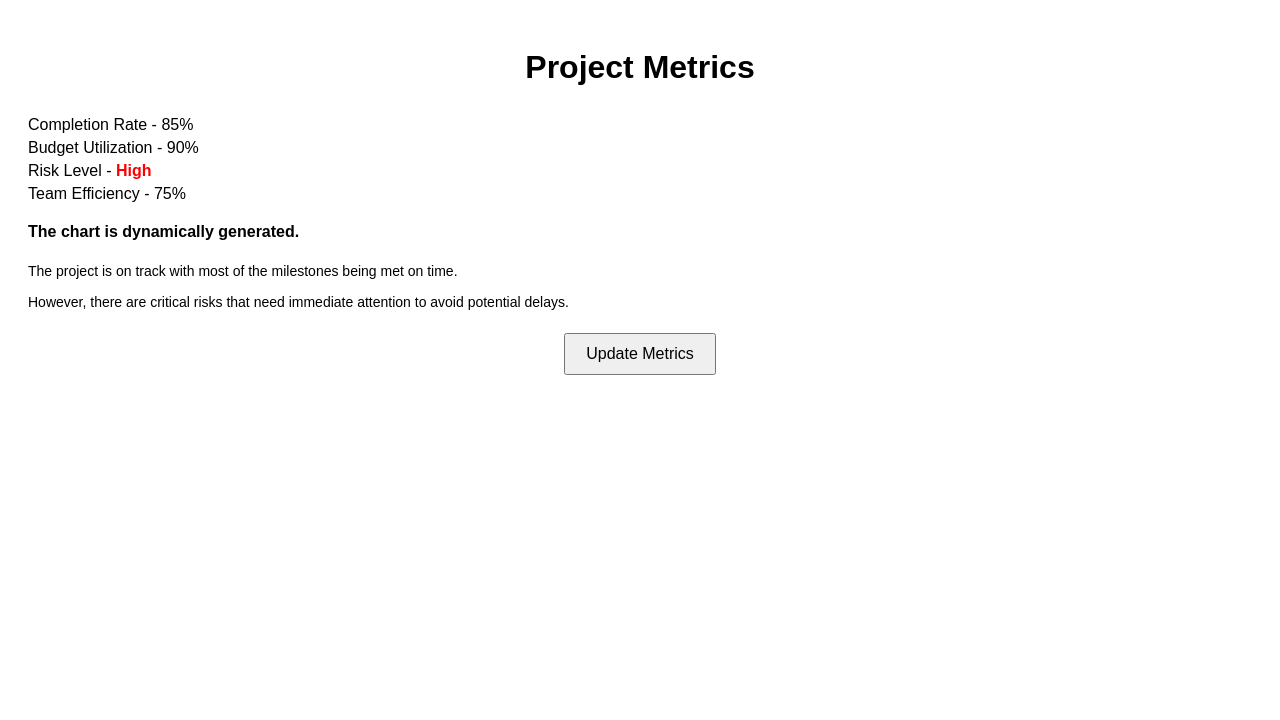 Project Metrics
Completion Rate - 85%
Budget Utilization - 90%
Risk Level - High
Team Efficiency - 75%
The chart is dynamically generated.
The project is on track with most of the milestones being met on time.
However, there are critical risks that need immediate attention to avoid potential delays.
Update Metrics